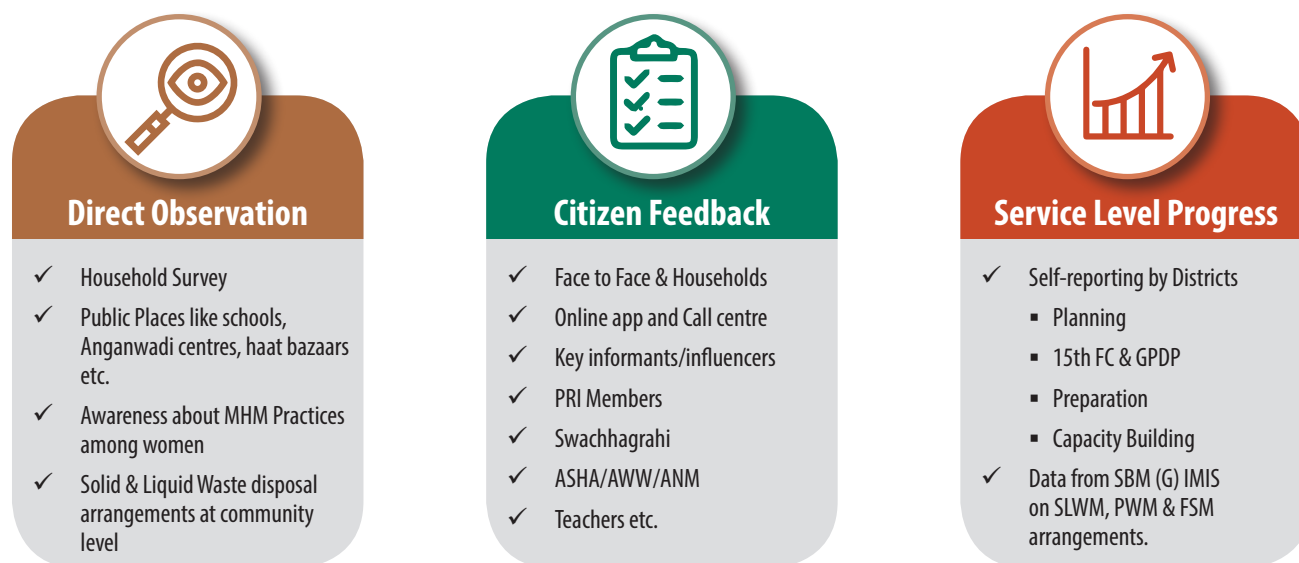 Direct Observation
✓ Household Survey
✓ Public Places like schools,
Anganwadi centres, haat bazaars
etc.
✓ Awareness about MHM Practices
among women
✓ Solid & Liquid Waste disposal
arrangements at community
level
Citizen Feedback
✓ Face to Face & Households
✓ Online app and Call centre
✓ Key informants/influencers
✓ PRI Members
✓ Swachhagrahi
✓ ASHA/AWW/ANM
✓ Teachers etc.
Service Level Progress
✓ Self-reporting by Districts
▪ Planning
▪ 15th FC & GPDP
▪ Preparation
▪ Capacity Building
✓ Data from SBM (G) IMIS
on SLWM, PWM & FSM
arrangements.